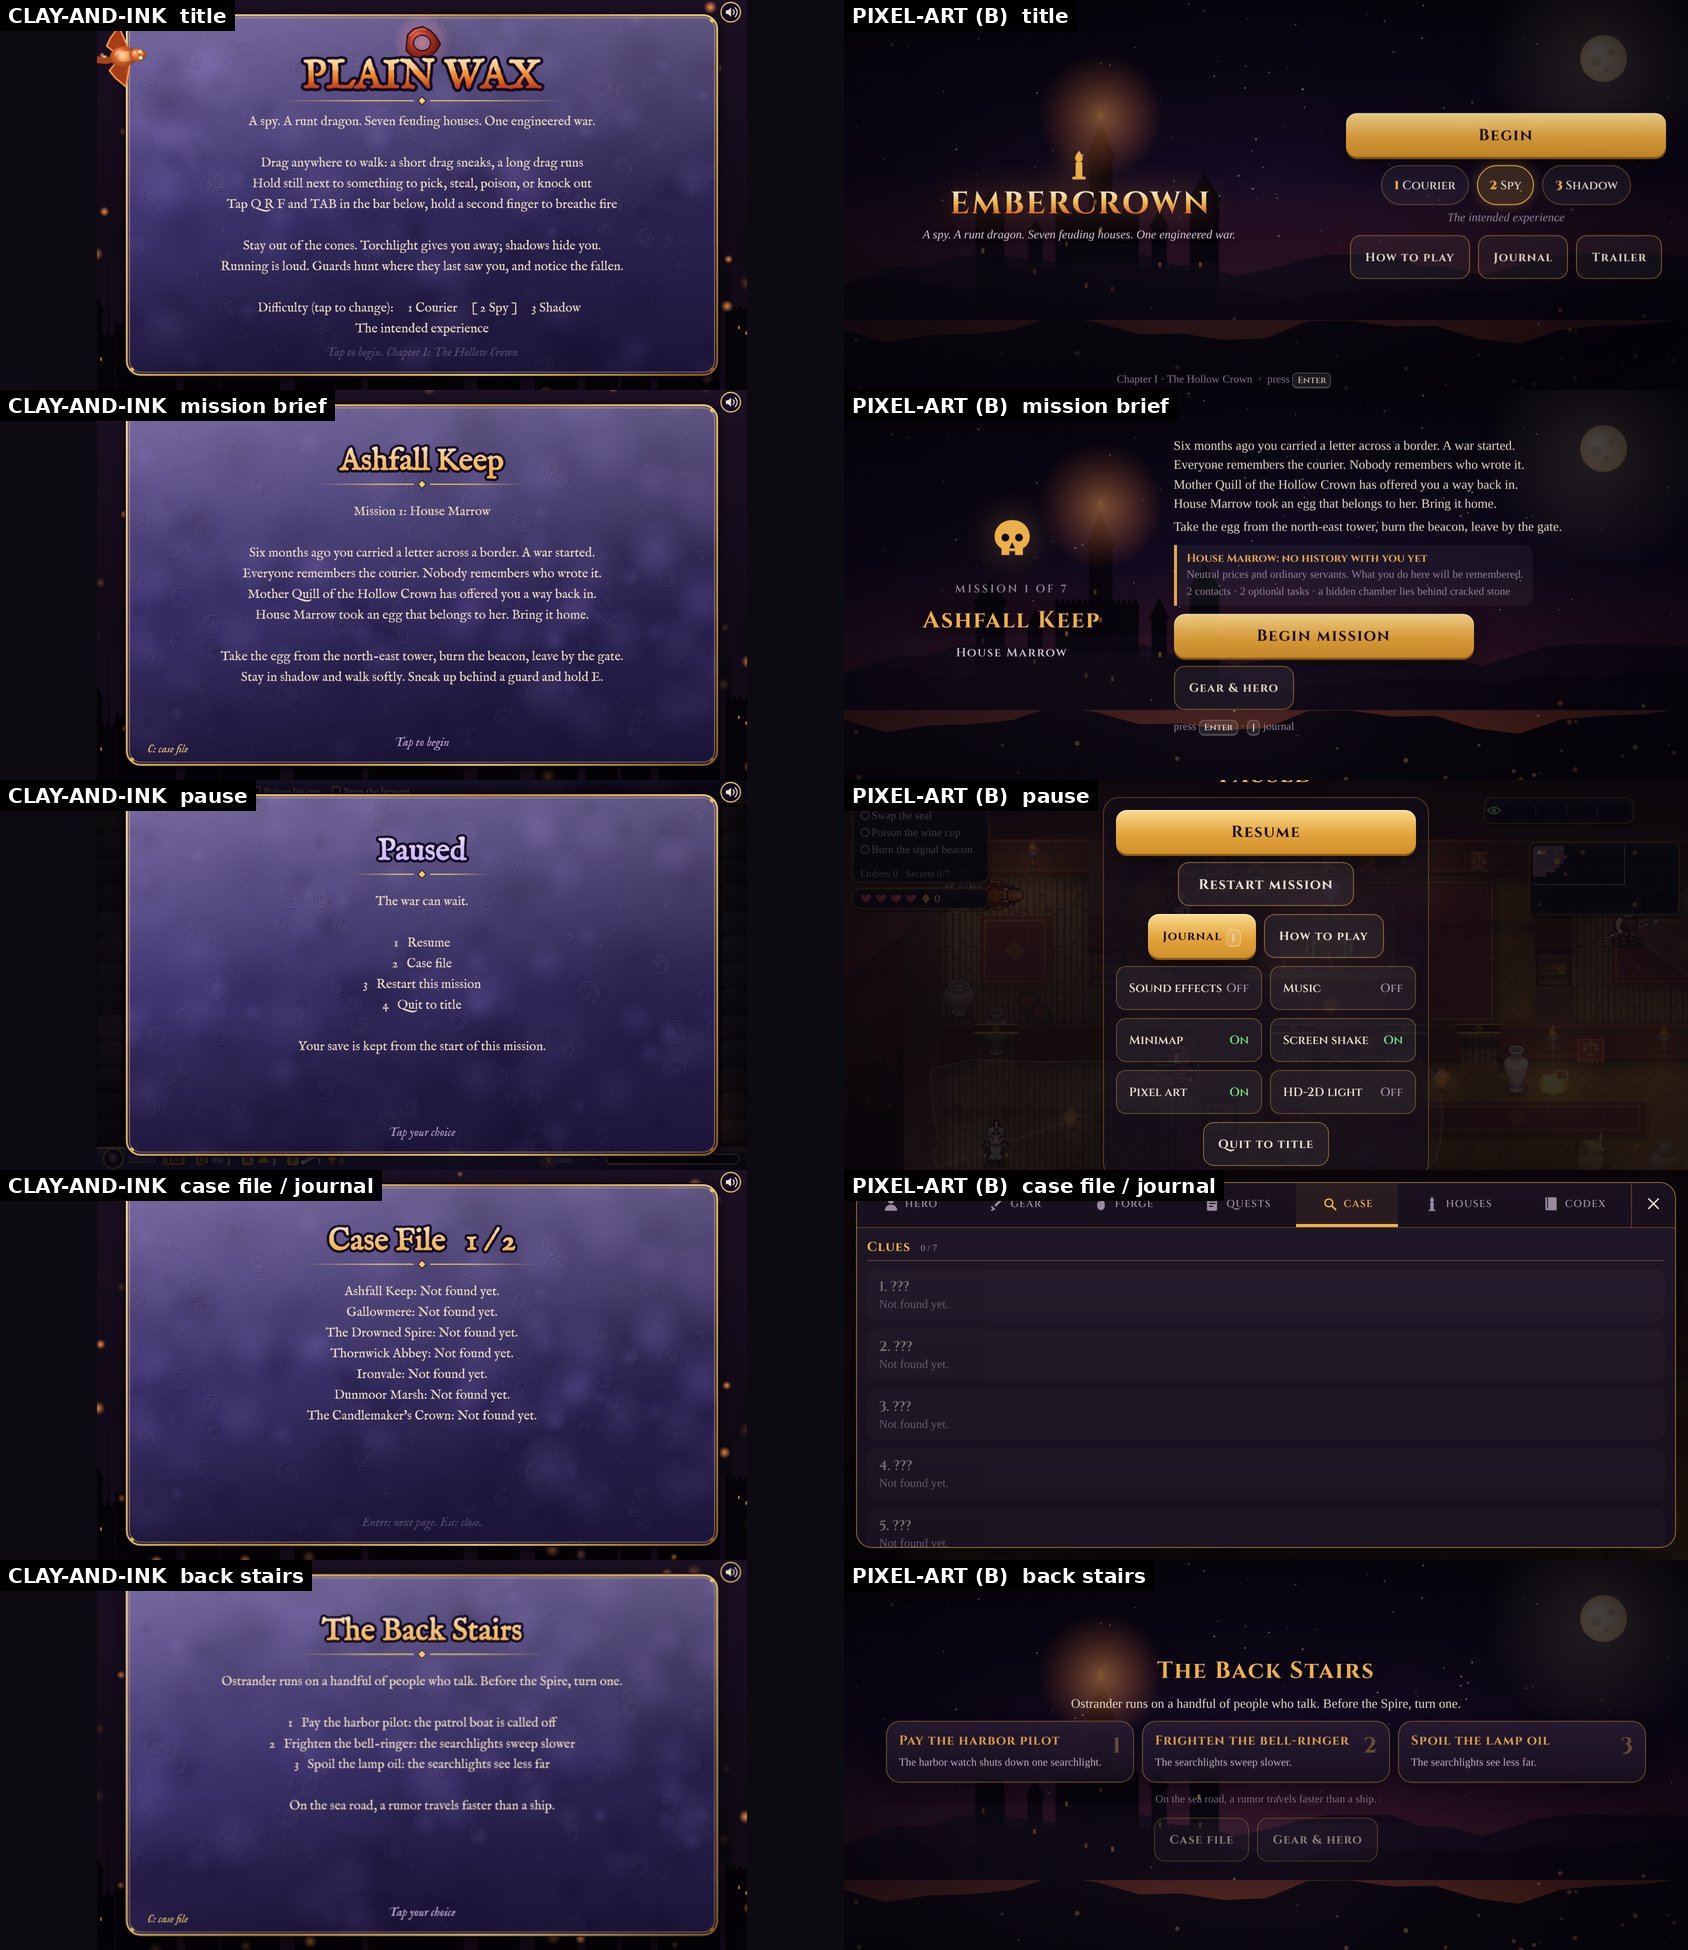 CLAY-AND-INK title
PLAIN WAX
A spy. A runt dragon. Seven feuding houses. One engineered war.
Drag anywhere to walk: a short drag sneaks, a long drag runs
Hold still next to something to pick, steal, poison, or knock out
Tap Q R F and TAB in the bar below, hold a second finger to breathe fire
Stay out of the cones. Torchlight gives you away; shadows hide you.
Running is loud. Guards hunt where they last saw you, and notice the fallen.
Difficulty (tap to change): 1 Courier [ 2 Spy ] 3 Shadow
The intended experience
Tap to begin. Chapter I: The Hollow Crown
PIXEL-ART (B) title
EMBERCROWN
A spy. A runt dragon. Seven feuding houses. One engineered war.
BEGIN
1 COURIER
2 SPY
3 SHADOW
The intended experience
HOW TO PLAY
JOURNAL
TRAILER
Chapter I · The Hollow Crown · press ENTER
CLAY-AND-INK mission brief
Ashfall Keep
Mission 1: House Marrow
Six months ago you carried a letter across a border. A war started.
Everyone remembers the courier. Nobody remembers who wrote it.
Mother Quill of the Hollow Crown has offered you a way back in.
House Marrow took an egg that belongs to her. Bring it home.
Take the egg from the north-east tower, burn the beacon, leave by the gate.
Stay in shadow and walk softly. Sneak up behind a guard and hold E.
Tap to begin
C: case file
PIXEL-ART (B) mission brief
MISSION 1 OF 7
ASHFALL KEEP
HOUSE MARROW
Six months ago you carried a letter across a border. A war started.
Everyone remembers the courier. Nobody remembers who wrote it.
Mother Quill of the Hollow Crown has offered you a way back in.
House Marrow took an egg that belongs to her. Bring it home.
Take the egg from the north-east tower, burn the beacon, leave by the gate.
HOUSE MARROW: NO HISTORY WITH YOU YET
Neutral prices and ordinary servants. What you do here will be remembered.
2 contacts · 2 optional tasks · a hidden chamber lies behind cracked stone
BEGIN MISSION
GEAR & HERO
press ENTER · J journal
CLAY-AND-INK pause
Poison his cup Burn the beacon
Paused
The war can wait.
1 Resume
2 Case file
3 Restart this mission
4 Quit to title
Your save is kept from the start of this mission.
Tap your choice
TAB Q 3 R 3 F 1 0 Dim
PIXEL-ART (B) pause
PAUSED
Swap the seal
Poison the wine cup
Burn the signal beacon
Embers 0 · Secrets 0/7
0
RESUME
RESTART MISSION
JOURNAL J
HOW TO PLAY
SOUND EFFECTS OFF
MUSIC OFF
MINIMAP ON
SCREEN SHAKE ON
PIXEL ART ON
HD-2D LIGHT OFF
QUIT TO TITLE
CLAY-AND-INK case file / journal
Case File 1/2
Ashfall Keep: Not found yet.
Gallowmere: Not found yet.
The Drowned Spire: Not found yet.
Thornwick Abbey: Not found yet.
Ironvale: Not found yet.
Dunmoor Marsh: Not found yet.
The Candlemaker's Crown: Not found yet.
Enter: next page. Esc: close.
PIXEL-ART (B) case file / journal
HERO
GEAR
FORGE
QUESTS
CASE
HOUSES
CODEX
CLUES 0/7
1. ???
Not found yet.
2. ???
Not found yet.
3. ???
Not found yet.
4. ???
Not found yet.
5. ???
Not found yet.
CLAY-AND-INK back stairs
The Back Stairs
Ostrander runs on a handful of people who talk. Before the Spire, turn one.
1 Pay the harbor pilot: the patrol boat is called off
2 Frighten the bell-ringer: the searchlights sweep slower
3 Spoil the lamp oil: the searchlights see less far
On the sea road, a rumor travels faster than a ship.
Tap your choice
C: case file
PIXEL-ART (B) back stairs
THE BACK STAIRS
Ostrander runs on a handful of people who talk. Before the Spire, turn one.
PAY THE HARBOR PILOT 1
The harbor watch shuts down one searchlight.
FRIGHTEN THE BELL-RINGER 2
The searchlights sweep slower.
SPOIL THE LAMP OIL 3
The searchlights see less far.
On the sea road, a rumor travels faster than a ship.
CASE FILE
GEAR & HERO